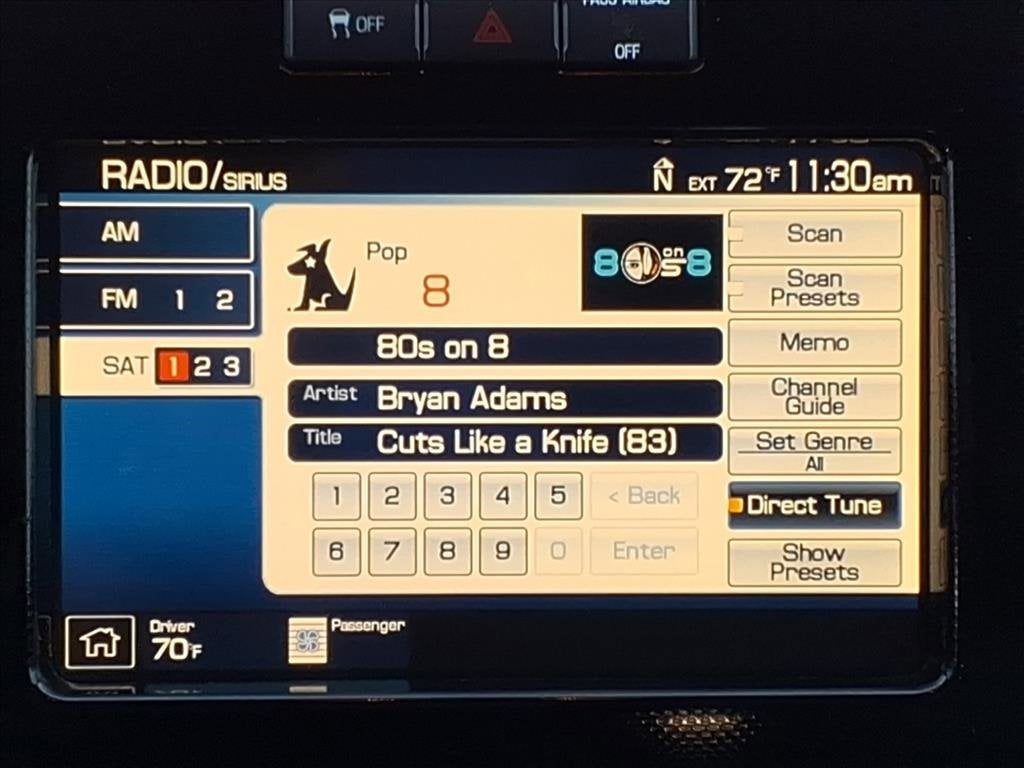 OFF
PASS AIRBAG
OFF
RADIO/SIRIUS
N EXT 72°F 11:30am
AM
FM 1 2
SAT 1 2 3
Pop
8
80s on 8
80s on 8
Artist Bryan Adams
Title Cuts Like a Knife (83)
1 2 3 4 5 < Back
6 7 8 9 0 Enter
Scan
Scan
Presets
Memo
Channel
Guide
Set Genre
All
Direct Tune
Show
Presets
Driver
70°F
Passenger